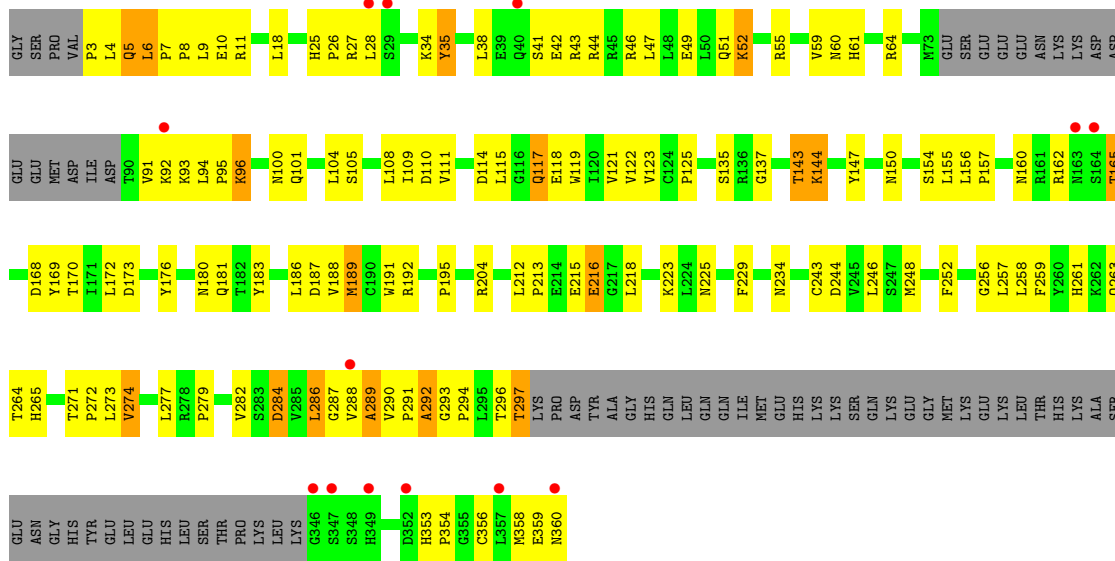 GLY SER PRO VAL P3 L4 Q5 L6 P7 P8 L9 E10 R11 L18 H25 P26 R27 L28 S29 K34 Y35 L38 E39 Q40 S41 E42 R43 R44 R45 R46 L47 L48 E49 L50 Q51 K52 R55 V59 N60 H61 R64 M73 GLU SER GLU GLU GLU ASN LYS LYS ASP ASP
GLU GLU MET ASP ILE ASP T90 V91 K92 K93 L94 P95 K96 N100 Q101 L104 S105 L108 I109 D110 V111 D114 L115 G116 Q117 E118 W119 I120 V121 V122 V123 C124 P125 S135 R136 G137 T143 K144 Y147 N150 S154 L155 L156 P157 N160 R161 R162 N163 S164 T165
D168 Y169 T170 I171 L172 D173 Y176 N180 Q181 T182 Y183 L186 D187 V188 M189 C190 W191 R192 P195 R204 L212 P213 E214 E215 E216 G217 L218 K223 L224 N225 F229 N234 C243 D244 V245 L246 S247 M248 F252 G256 L257 L258 F259 Y260 H261 K262
T264 H265 T271 P272 L273 V274 L277 R278 P279 V282 S283 D284 V285 L286 G287 V288 A289 V290 P291 A292 G293 P294 L295 T296 T297 LYS PRO ASP TYR ALA GLY HIS GLN LEU GLN GLN ILE MET GLU HIS LYS LYS SER GLN LYS GLU GLY MET LYS GLU LYS LEU THR HIS LYS ALA
GLU ASN GLY HIS TYR GLU LEU GLU HIS LEU SER THR PRO LYS LEU LYS G346 S347 S348 H349 D352 H353 P354 G355 C356 L357 M358 E359 N360